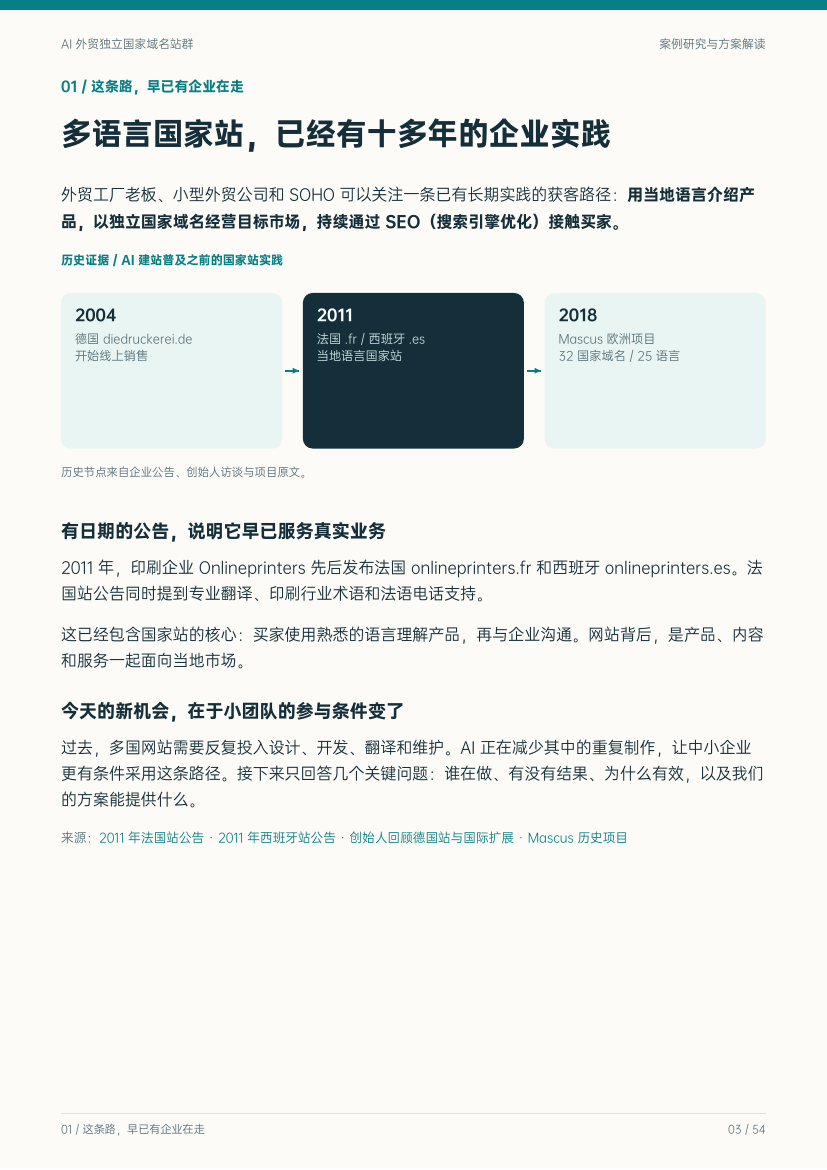 AI 外贸独立国家域名站群
案例研究与方案解读
01 / 这条路，早已有企业在走
多语言国家站，已经有十多年的企业实践
外贸工厂老板、小型外贸公司和 SOHO 可以关注一条已有长期实践的获客路径：用当地语言介绍产
品，以独立国家域名经营目标市场，持续通过 SEO（搜索引擎优化）接触买家。
历史证据 / AI 建站普及之前的国家站实践
2004
德国 diedruckerei.de
开始线上销售
2011
法国 .fr / 西班牙 .es
当地语言国家站
2018
Mascus 欧洲项目
32 国家域名 / 25 语言
历史节点来自企业公告、创始人访谈与项目原文。
有日期的公告，说明它早已服务真实业务
2011 年，印刷企业 Onlineprinters 先后发布法国 onlineprinters.fr 和西班牙 onlineprinters.es。法
国站公告同时提到专业翻译、印刷行业术语和法语电话支持。
这已经包含国家站的核心：买家使用熟悉的语言理解产品，再与企业沟通。网站背后，是产品、内容
和服务一起面向当地市场。
今天的新机会，在于小团队的参与条件变了
过去，多国网站需要反复投入设计、开发、翻译和维护。AI 正在减少其中的重复制作，让中小企业
更有条件采用这条路径。接下来只回答几个关键问题：谁在做、有没有结果、为什么有效，以及我们
的方案能提供什么。
来源：2011 年法国站公告 · 2011 年西班牙站公告 · 创始人回顾德国站与国际扩展 · Mascus 历史项目
01 / 这条路，早已有企业在走
03 / 54